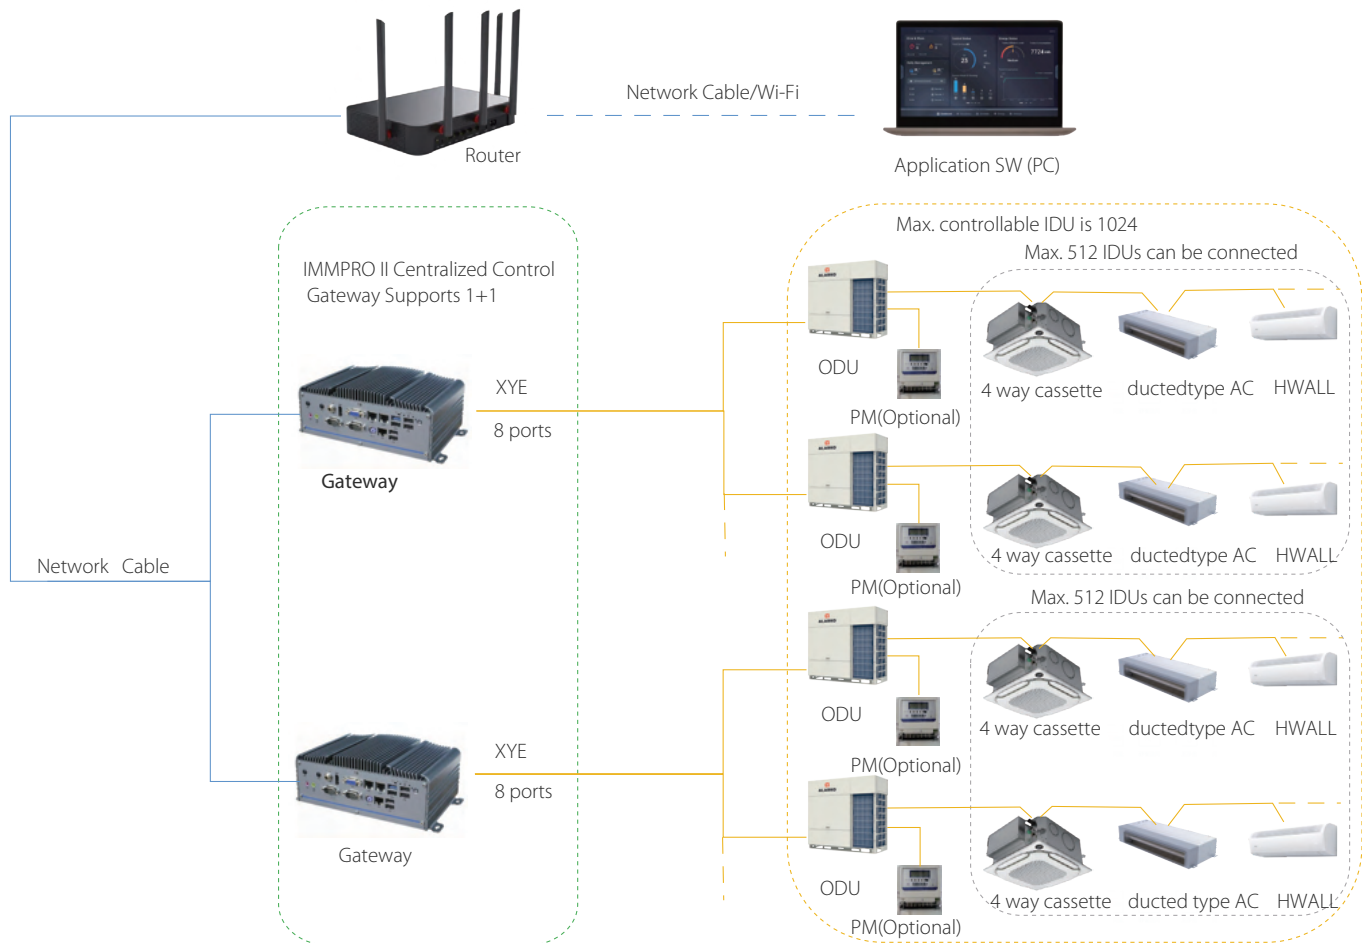 Network Cable/Wi-Fi
Router
Application SW (PC)
Max. controllable IDU is 1024
Max. 512 IDUs can be connected
IMMPRO II Centralized Control
Gateway Supports 1+1
XYE
8 ports
Gateway
ODU
PM(Optional)
4 way cassette
ductedtype AC
HWALL
ODU
PM(Optional)
4 way cassette
ductedtype AC
HWALL
Network Cable
Max. 512 IDUs can be connected
ODU
PM(Optional)
4 way cassette
ductedtype AC
HWALL
XYE
8 ports
Gateway
ODU
PM(Optional)
4 way cassette
ducted type AC
HWALL